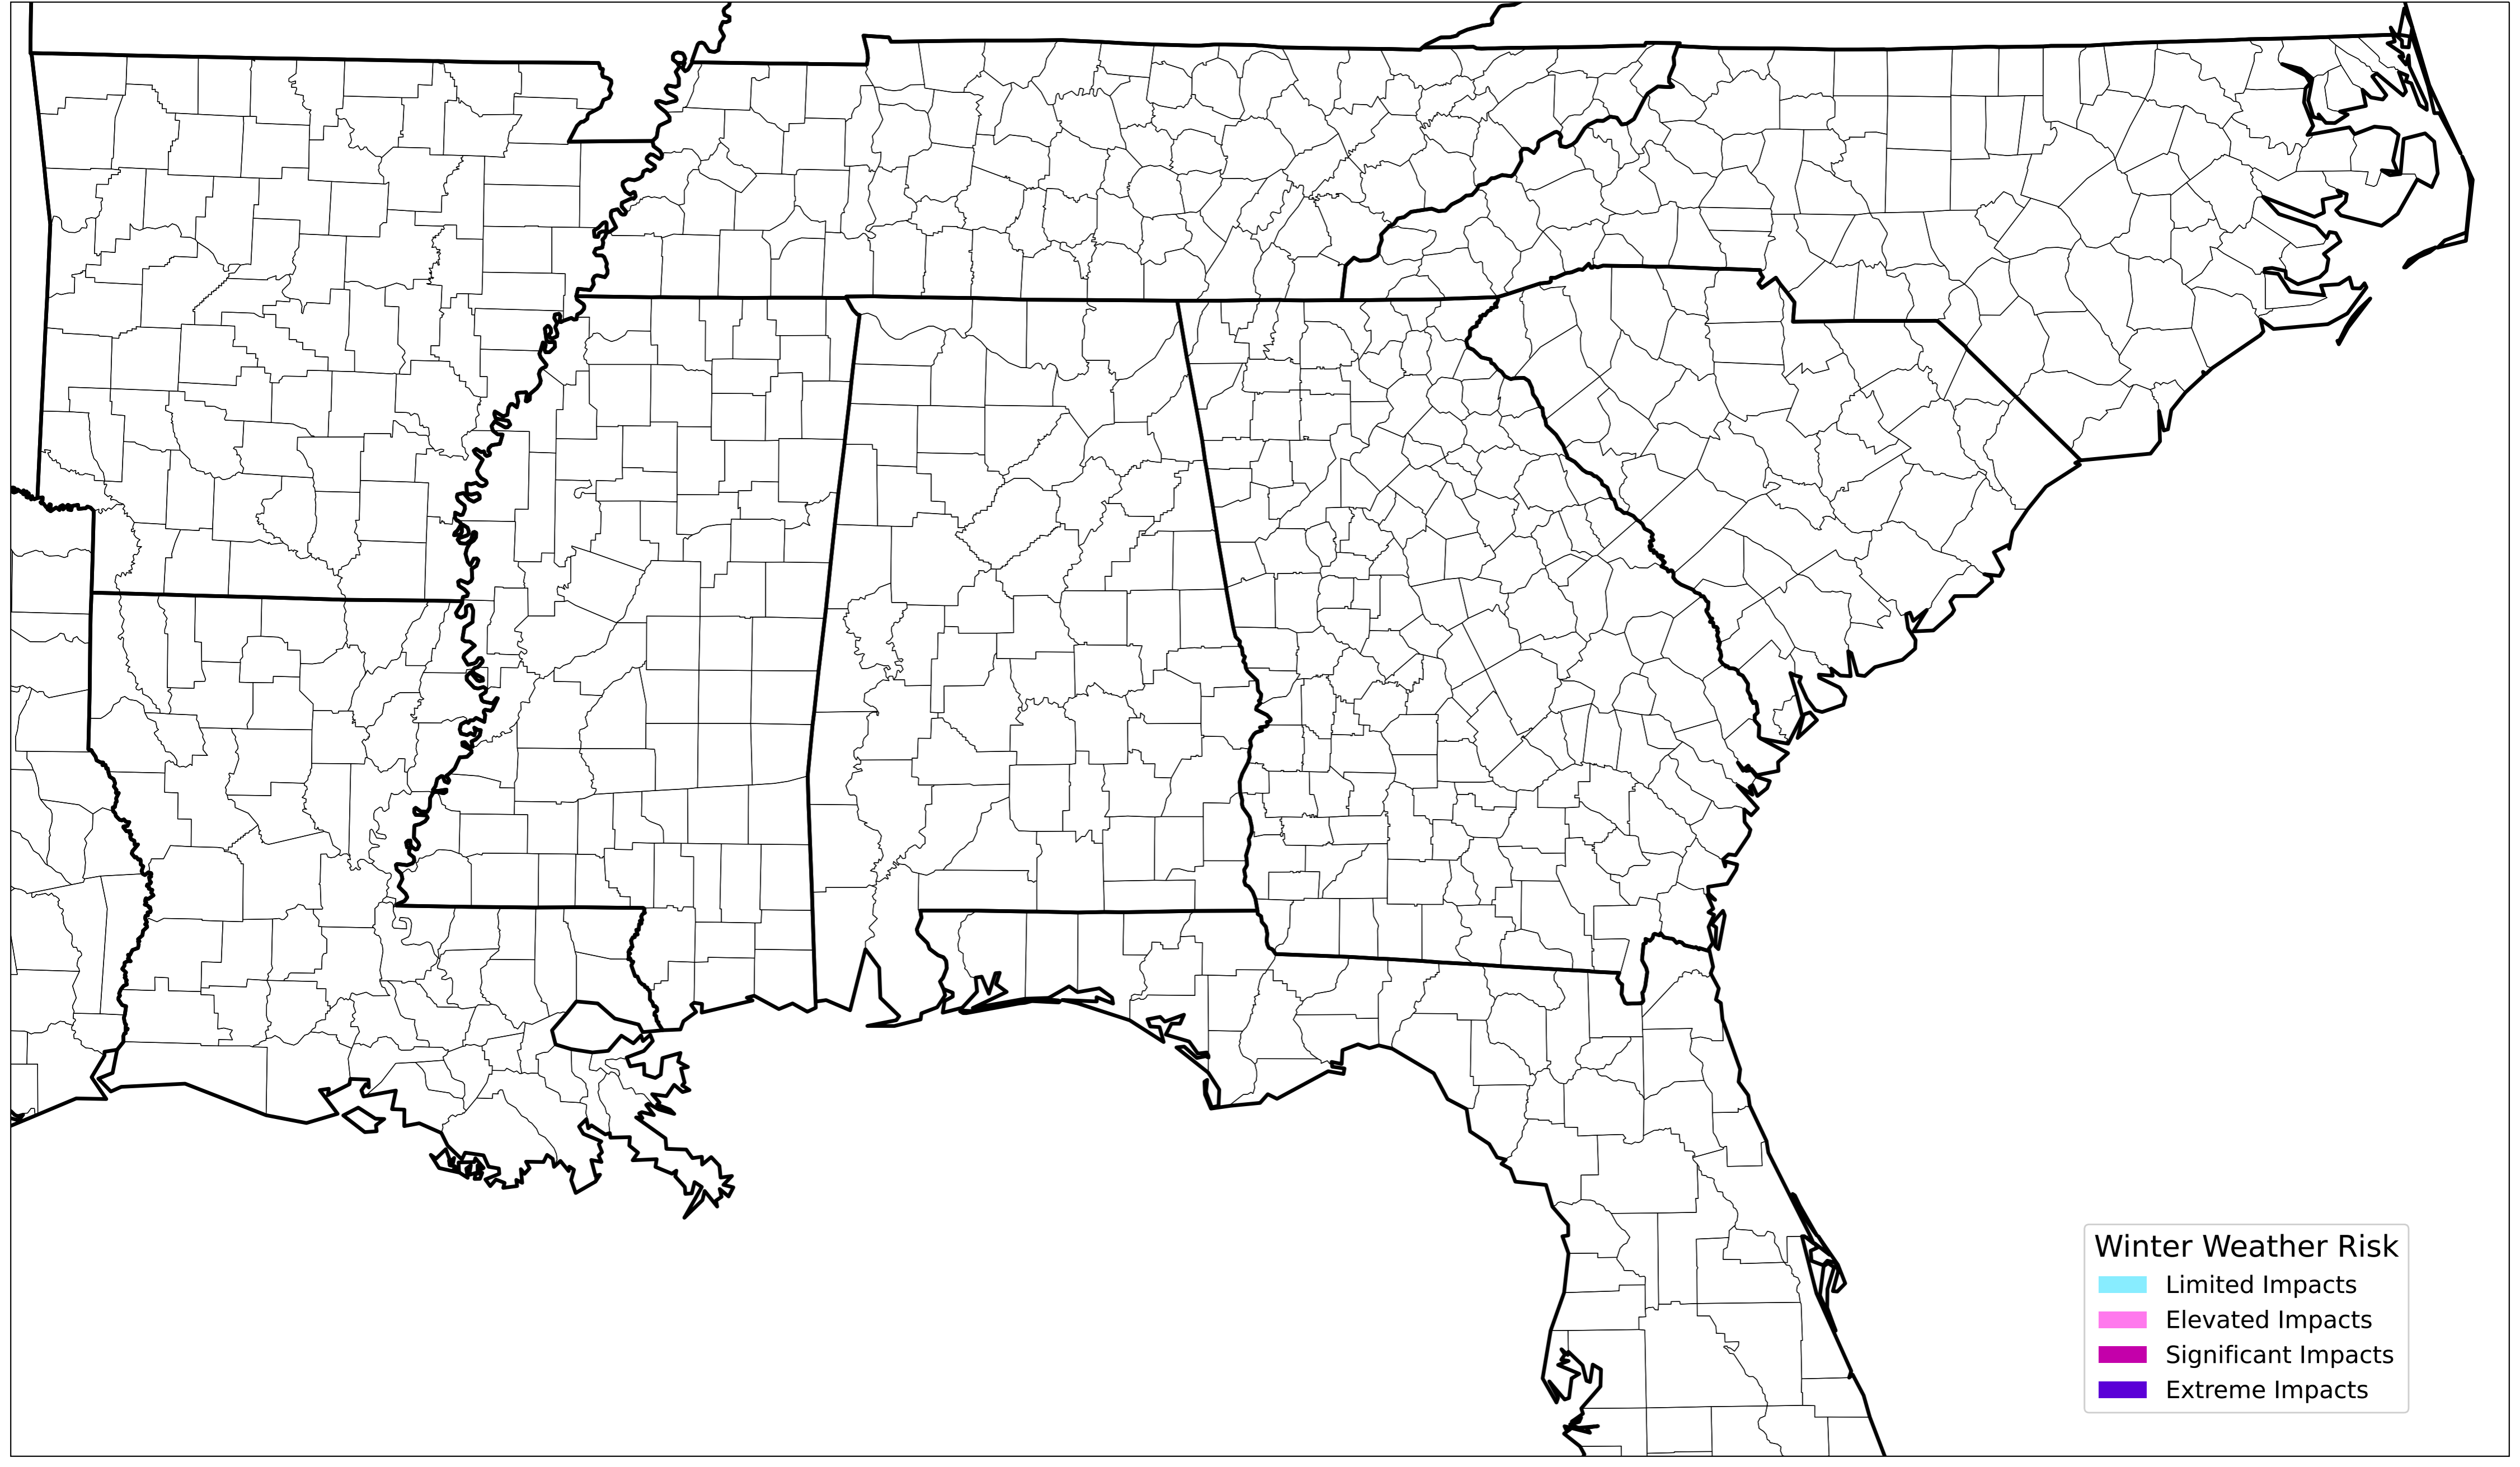 Winter Weather Risk
Limited Impacts
Elevated Impacts
Significant Impacts
Extreme Impacts